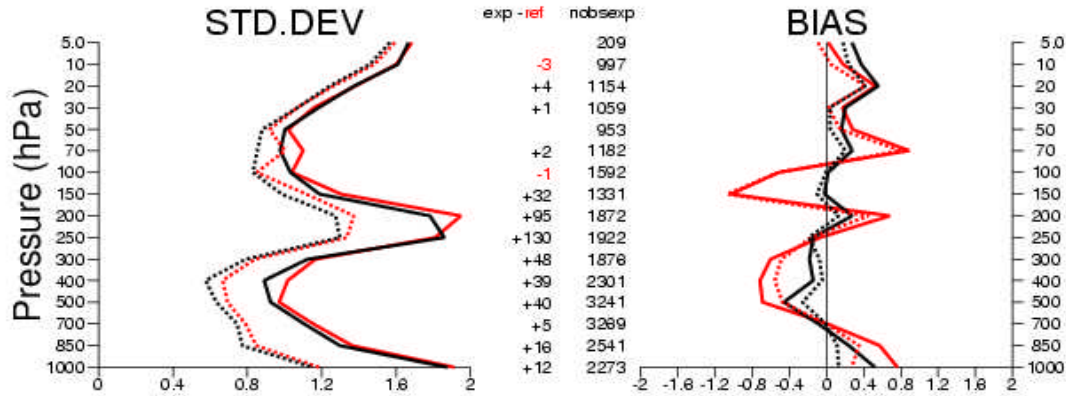 STD.DEV exp -ref nobsexp BIAS
5.0 209 5.0
10 -3 997 10
20 +4 1154 20
30 +1 1059 30
50 953 50
70 +2 1182 70
100 -1 1592 100
150 +32 1331 150
200 +95 1872 200
250 +130 1922 250
300 +48 1876 300
400 +39 2301 400
500 +40 3241 500
700 +5 3269 700
850 +16 2541 850
1000 +12 2273 1000
Pressure (hPa)
0 0.4 0.8 1.2 1.6 2 -2 -1.6 -1.2 -0.8 -0.4 0 0.4 0.8 1.2 1.6 2